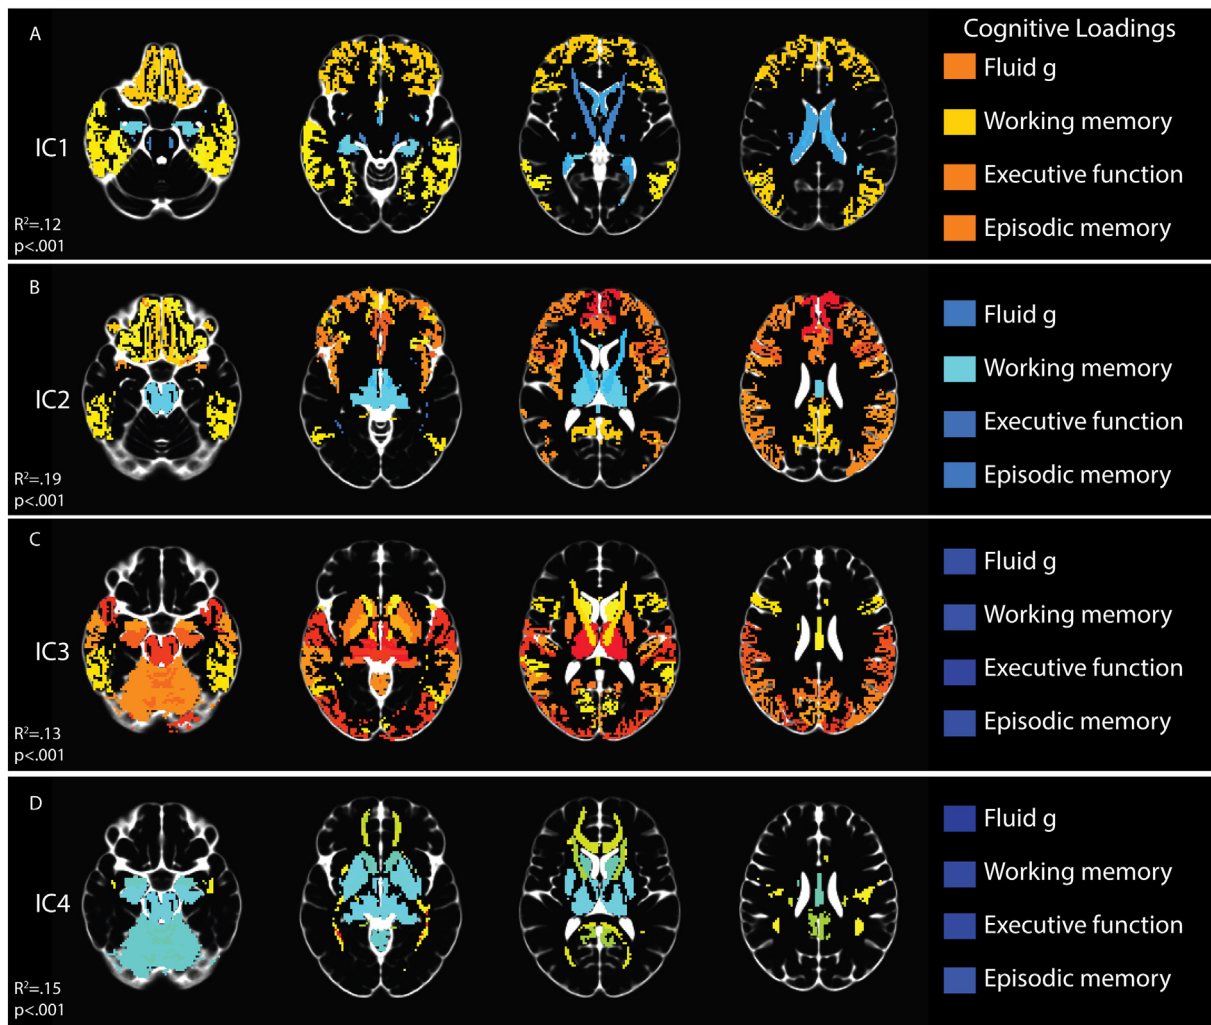 A
Cognitive Loadings
Fluid g
Working memory
IC1
Executive function
Episodic memory
R²=.12
p<.001
B
Fluid g
Working memory
IC2
Executive function
Episodic memory
R²=.19
p<.001
C
Fluid g
Working memory
IC3
Executive function
Episodic memory
R²=.13
p<.001
D
Fluid g
Working memory
IC4
Executive function
Episodic memory
R²=.15
p<.001